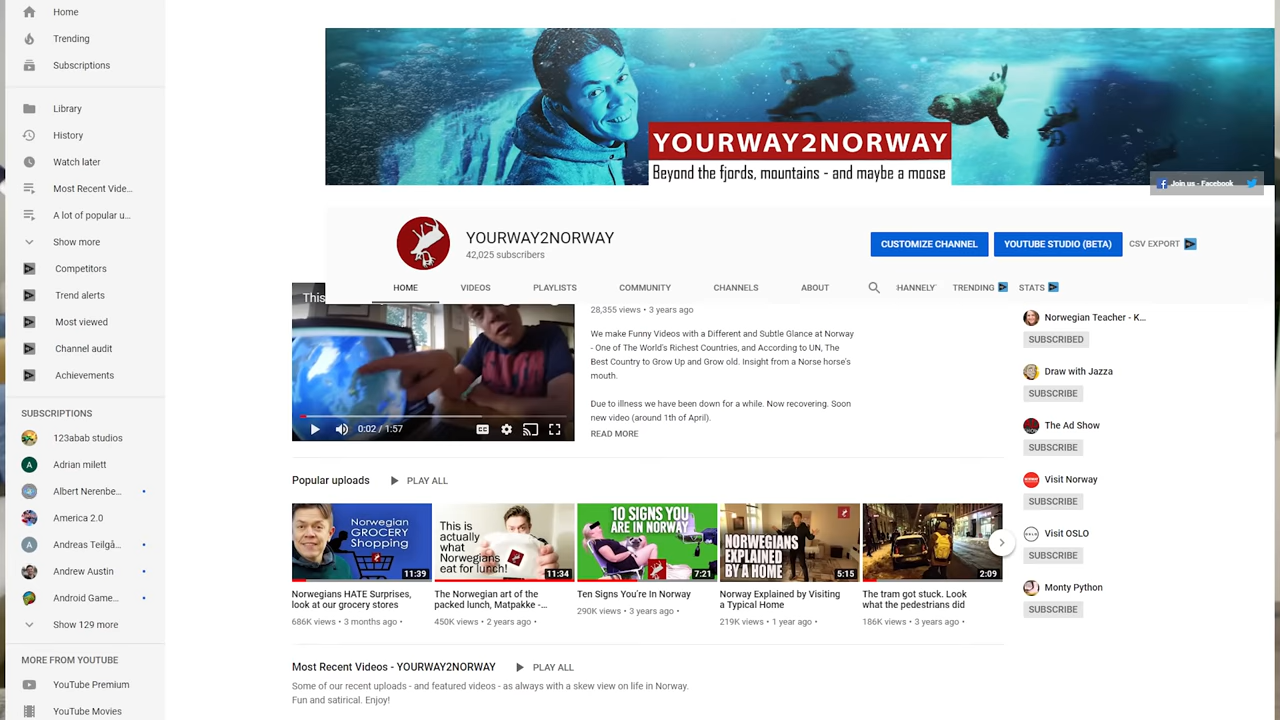 Home
Trending
Subscriptions
Library
History
Watch later
Most Recent Vide...
A lot of popular u...
Show more
Competitors
Trend alerts
Most viewed
Channel audit
Achievements
SUBSCRIPTIONS
123abab studios
A Adrian milett
Albert Nerenbe...
America 2.0
A Andreas Teilgå...
Andrew Austin
Android Game...
Show 129 more
MORE FROM YOUTUBE
YouTube Premium
YouTube Movies
YOURWAY2NORWAY
Beyond the fjords, mountains - and maybe a moose
Join us - Facebook
YOURWAY2NORWAY
42,025 subscribers
CUSTOMIZE CHANNEL
YOUTUBE STUDIO (BETA)
CSV EXPORT
HOME
VIDEOS
PLAYLISTS
COMMUNITY
CHANNELS
ABOUT
HANNELY
TRENDING
STATS
This
0:02 / 1:57
28,355 views • 3 years ago
We make Funny Videos with a Different and Subtle Glance at Norway
- One of The World's Richest Countries, and According to UN, The
Best Country to Grow Up and Grow old. Insight from a Norse horse's
mouth.
Due to illness we have been down for a while. Now recovering. Soon
new video (around 1th of April).
READ MORE
Norwegian Teacher - K...
SUBSCRIBED
Draw with Jazza
SUBSCRIBE
The Ad Show
SUBSCRIBE
Visit Norway
SUBSCRIBE
Visit OSLO
SUBSCRIBE
Monty Python
SUBSCRIBE
Popular uploads
PLAY ALL
Norwegian
GROCERY
Shopping
11:39
Norwegians HATE Surprises,
look at our grocery stores
686K views • 3 months ago •
This is
actually
what
Norwegians
eat for lunch!
11:34
The Norwegian art of the
packed lunch, Matpakke -...
450K views • 2 years ago •
10 SIGNS YOU
ARE IN NORWAY
7:21
Ten Signs You're In Norway
290K views • 3 years ago •
NORWEGIANS
EXPLAINED
BY A HOME
5:15
Norway Explained by Visiting
a Typical Home
219K views • 1 year ago •
2:09
The tram got stuck. Look
what the pedestrians did
186K views • 3 years ago •
Most Recent Videos - YOURWAY2NORWAY
PLAY ALL
Some of our recent uploads - and featured videos - as always with a skew view on life in Norway.
Fun and satirical. Enjoy!